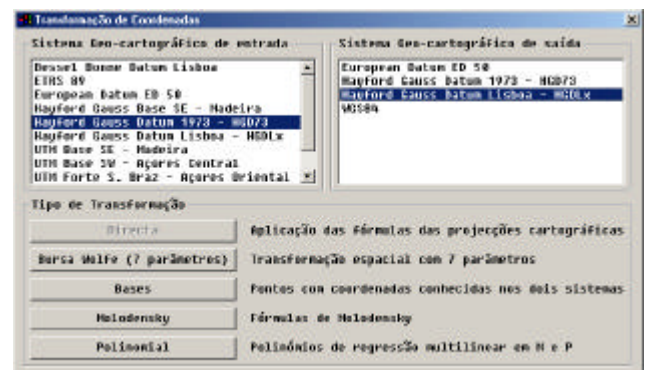 Transformação de Coordenadas
Sistema Geo-cartográfico de entrada
Bessel Bonne Datum Lisboa
ETRS 89
European Datum ED 50
Hayford Gauss Base SE - Madeira
Hayford Gauss Datum 1973 - HGD73
Hayford Gauss Datum Lisboa - HGDLx
UTM Base SE - Madeira
UTM Base SW - Açores Central
UTM Forte S. Braz - Açores Oriental
Sistema Geo-cartográfico de saída
European Datum ED 50
Hayford Gauss Datum 1973 - HGD73
Hayford Gauss Datum Lisboa - HGDLx
WGS84
Tipo de Transformação
Directa Aplicação das fórmulas das projecções cartográficas
Bursa Wolfe (7 parâmetros) Transformação espacial com 7 parâmetros
Bases Pontos com coordenadas conhecidas nos dois sistemas
Molodensky Fórmulas de Molodensky
Polinomial Polinómios de regressão multilinear em M e P